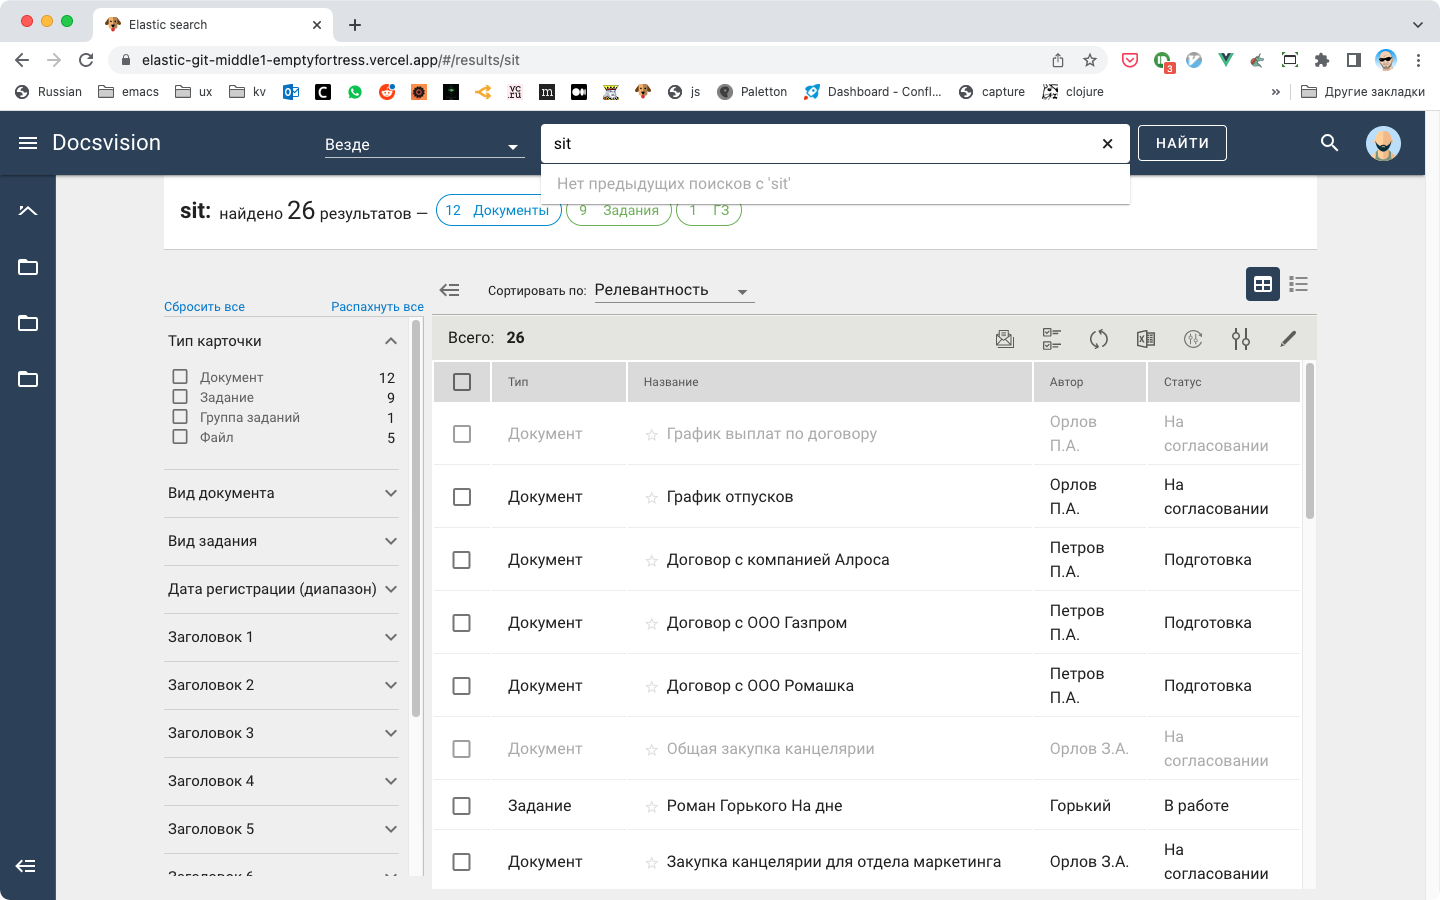 Elastic search
elastic-git-middle1-emptyfortress.vercel.app/#/results/sit
3
Russian emacs ux kv vc.ru js Paletton Dashboard - Confl... capture clojure » Другие закладки
Docsvision Везде sit НАЙТИ
Нет предыдущих поисков с 'sit'
sit: найдено 26 результатов – 12 Документы 9 Задания 1 ГЗ
Сортировать по: Релевантность
Сбросить все Распахнуть все
Всего: 26
Тип карточки
Документ 12
Задание 9
Группа заданий 1
Файл 5
Вид документа
Вид задания
Дата регистрации (диапазон)
Заголовок 1
Заголовок 2
Заголовок 3
Заголовок 4
Заголовок 5
Заголовок 6
Тип Название Автор Статус
Документ График выплат по договору Орлов П.А. На согласовании
Документ График отпусков Орлов П.А. На согласовании
Документ Договор с компанией Алроса Петров П.А. Подготовка
Документ Договор с ООО Газпром Петров П.А. Подготовка
Документ Договор с ООО Ромашка Петров П.А. Подготовка
Документ Общая закупка канцелярии Орлов З.А. На согласовании
Задание Роман Горького На дне Горький В работе
Документ Закупка канцелярии для отдела маркетинга Орлов З.А. На согласовании